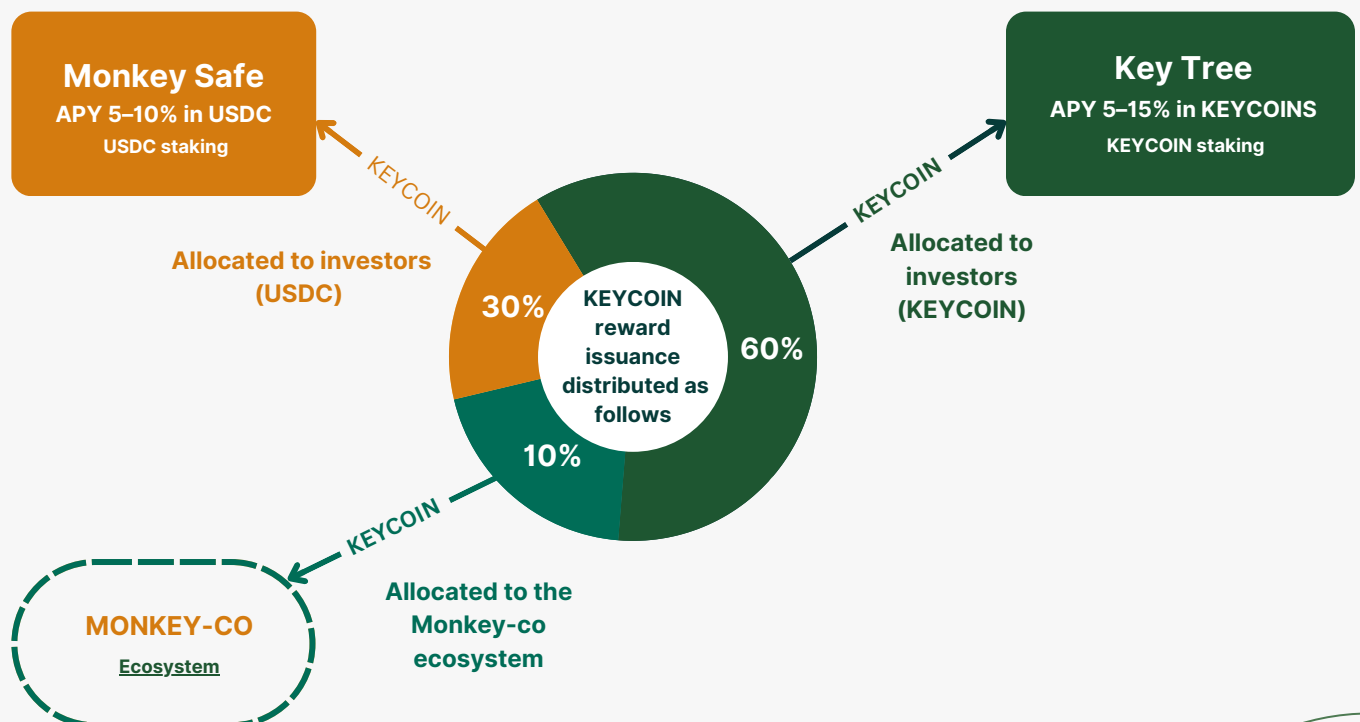 Monkey Safe
APY 5–10% in USDC
USDC staking
Key Tree
APY 5–15% in KEYCOINS
KEYCOIN staking
KEYCOIN
KEYCOIN
Allocated to investors
(USDC)
Allocated to
investors
(KEYCOIN)
30%
KEYCOIN
reward
issuance
distributed as
follows
60%
10%
KEYCOIN
Allocated to the
Monkey-co
ecosystem
MONKEY-CO
Ecosystem